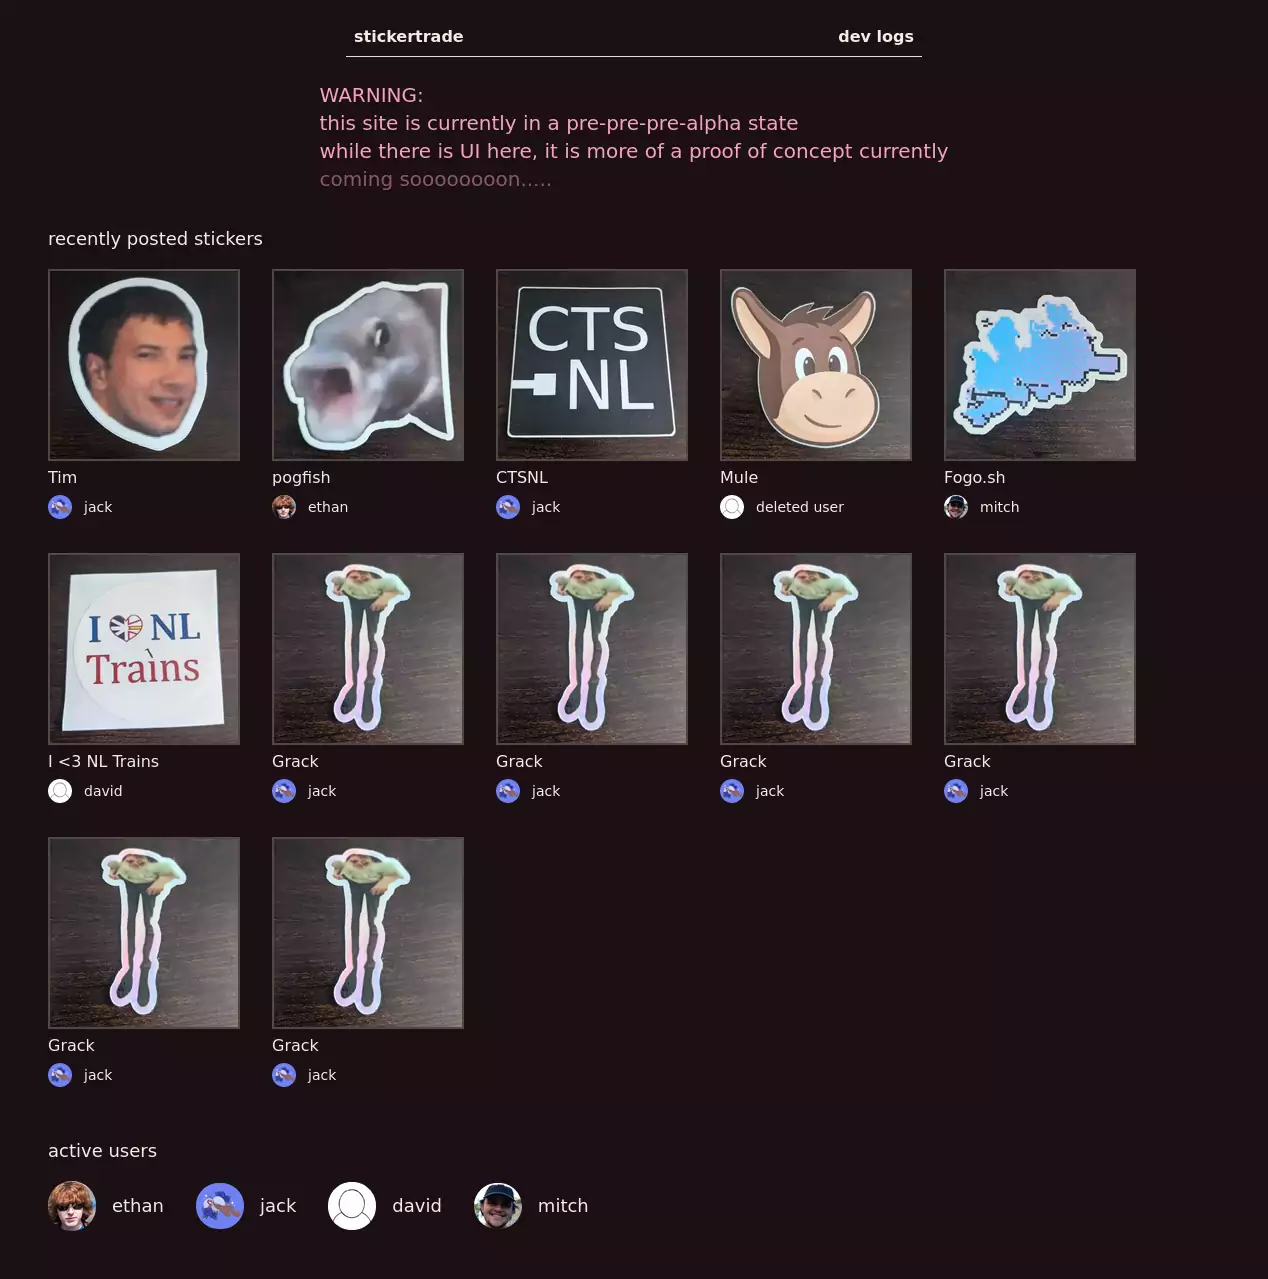 stickertrade dev logs
WARNING:
this site is currently in a pre-pre-pre-alpha state
while there is UI here, it is more of a proof of concept currently
coming sooooooooon.....
recently posted stickers
CTS
NL
Tim
pogfish
CTSNL
Mule
Fogo.sh
jack
ethan
jack
deleted user
mitch
I NL
Trains
I <3 NL Trains
Grack
Grack
Grack
Grack
david
jack
jack
jack
jack
Grack
Grack
jack
jack
active users
ethan
jack
david
mitch